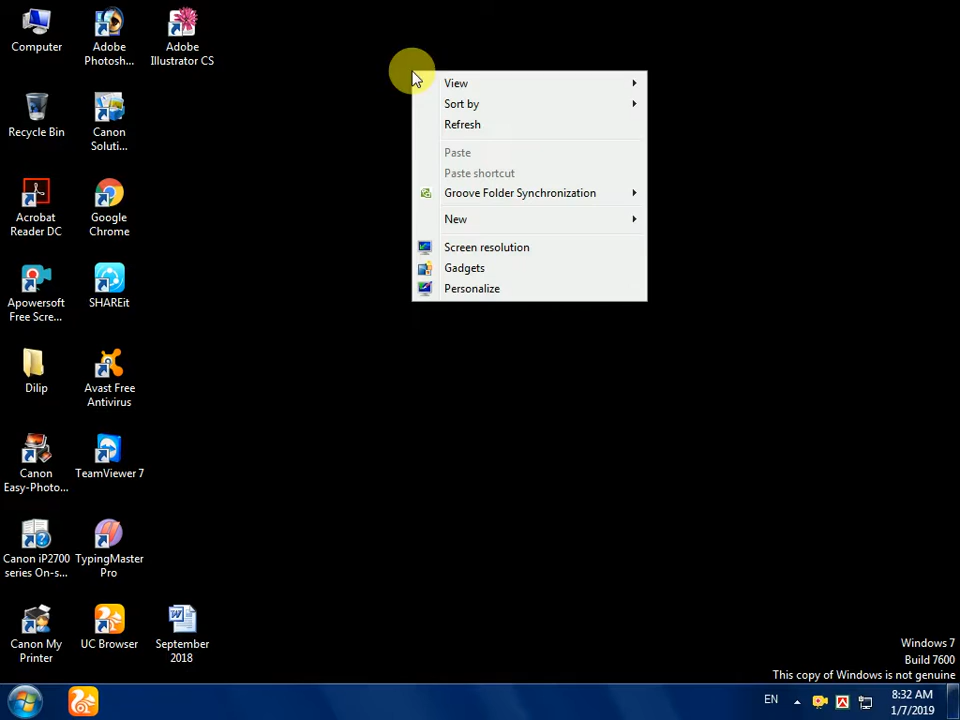 Computer
Adobe
Photosh...
Adobe
Illustrator CS
Recycle Bin
Canon
Soluti...
Acrobat
Reader DC
Google
Chrome
Apowersoft
Free Scre...
SHAREit
Dilip
Avast Free
Antivirus
Canon
Easy-Photo...
TeamViewer 7
Canon iP2700
series On-s...
TypingMaster
Pro
Canon My
Printer
UC Browser
September
2018
View
Sort by
Refresh
Paste
Paste shortcut
Groove Folder Synchronization
New
Screen resolution
Gadgets
Personalize
Windows 7
Build 7600
This copy of Windows is not genuine
EN
8:32 AM
1/7/2019